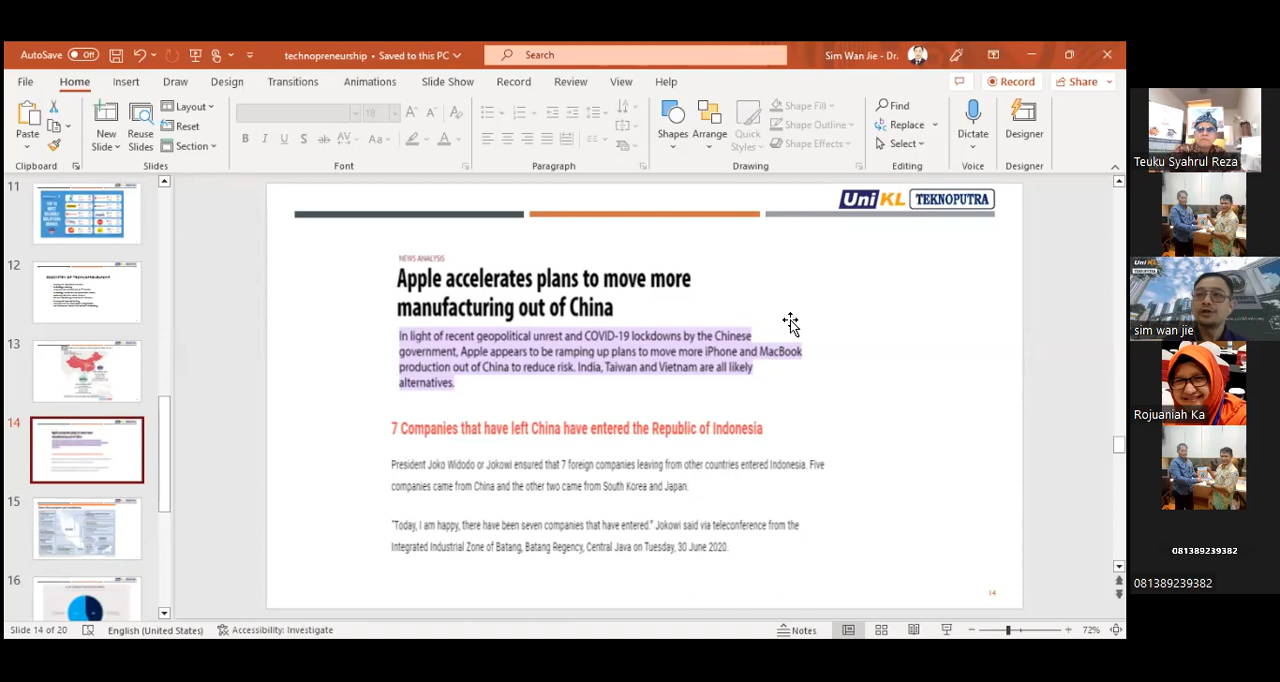 AutoSave Off
technopreneurship • Saved to this PC
Search
Sim Wan Jie - Dr.
File Home Insert Draw Design Transitions Animations Slide Show Record Review View Help
Record Share
Paste
New
Slide
Reuse
Slides
Layout
Reset
Section
18
Shapes
Arrange
Quick
Styles
Shape Fill
Shape Outline
Shape Effects
Find
Replace
Select
Dictate
Designer
Clipboard Slides Font Paragraph Drawing Editing Voice Designer
11
12
13
14
15
16
UniKL TEKNOPUTRA
NEWS ANALYSIS
Apple accelerates plans to move more
manufacturing out of China
In light of recent geopolitical unrest and COVID-19 lockdowns by the Chinese
government, Apple appears to be ramping up plans to move more iPhone and MacBook
production out of China to reduce risk. India, Taiwan and Vietnam are all likely
alternatives.
7 Companies that have left China have entered the Republic of Indonesia
President Joko Widodo or Jokowi ensured that 7 foreign companies leaving from other countries entered Indonesia. Five
companies came from China and the other two came from South Korea and Japan.
"Today, I am happy, there have been seven companies that have entered." Jokowi said via teleconference from the
Integrated Industrial Zone of Batang, Batang Regency, Central Java on Tuesday, 30 June 2020.
14
Slide 14 of 20
English (United States)
Accessibility: Investigate
Notes
72%
Teuku Syahrul Reza
UniKL
sim wan jie
Rojuaniah Ka
081389239382
081389239382